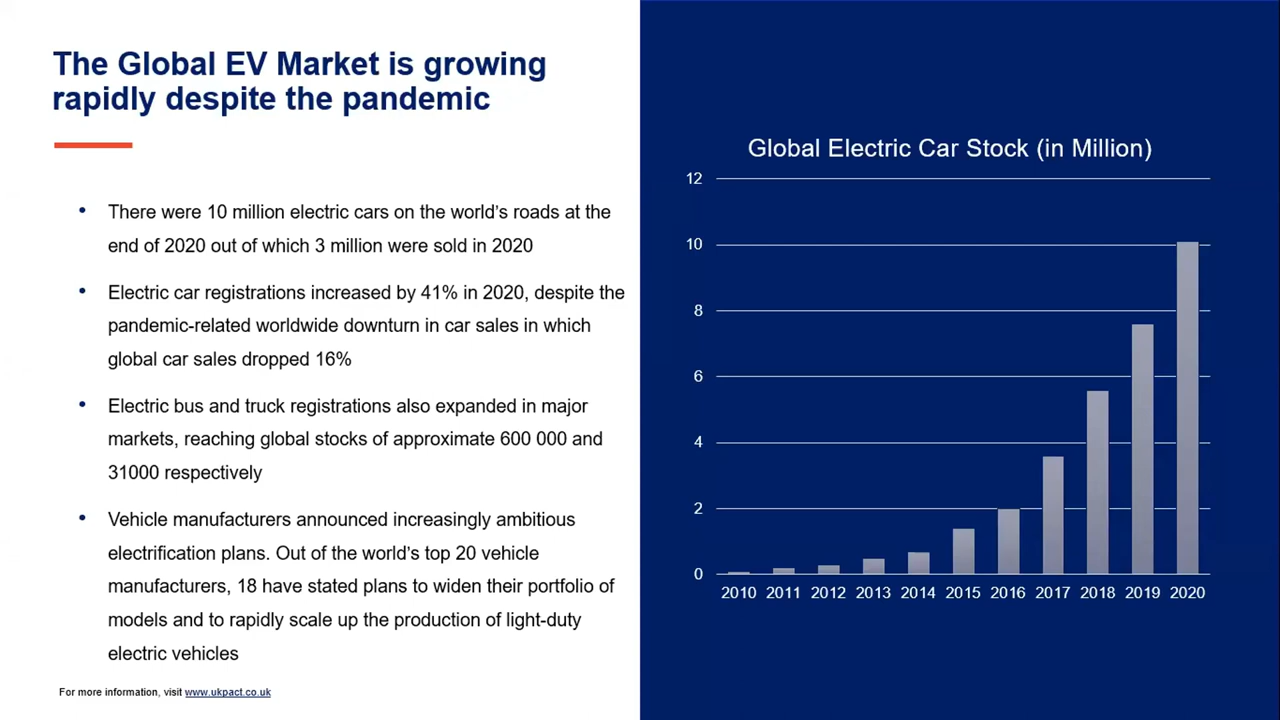 The Global EV Market is growing
rapidly despite the pandemic
• There were 10 million electric cars on the world's roads at the
end of 2020 out of which 3 million were sold in 2020
• Electric car registrations increased by 41% in 2020, despite the
pandemic-related worldwide downturn in car sales in which
global car sales dropped 16%
• Electric bus and truck registrations also expanded in major
markets, reaching global stocks of approximate 600 000 and
31000 respectively
• Vehicle manufacturers announced increasingly ambitious
electrification plans. Out of the world's top 20 vehicle
manufacturers, 18 have stated plans to widen their portfolio of
models and to rapidly scale up the production of light-duty
electric vehicles
For more information, visit www.ukpact.co.uk
Global Electric Car Stock (in Million)
12
10
8
6
4
2
0
2010 2011 2012 2013 2014 2015 2016 2017 2018 2019 2020